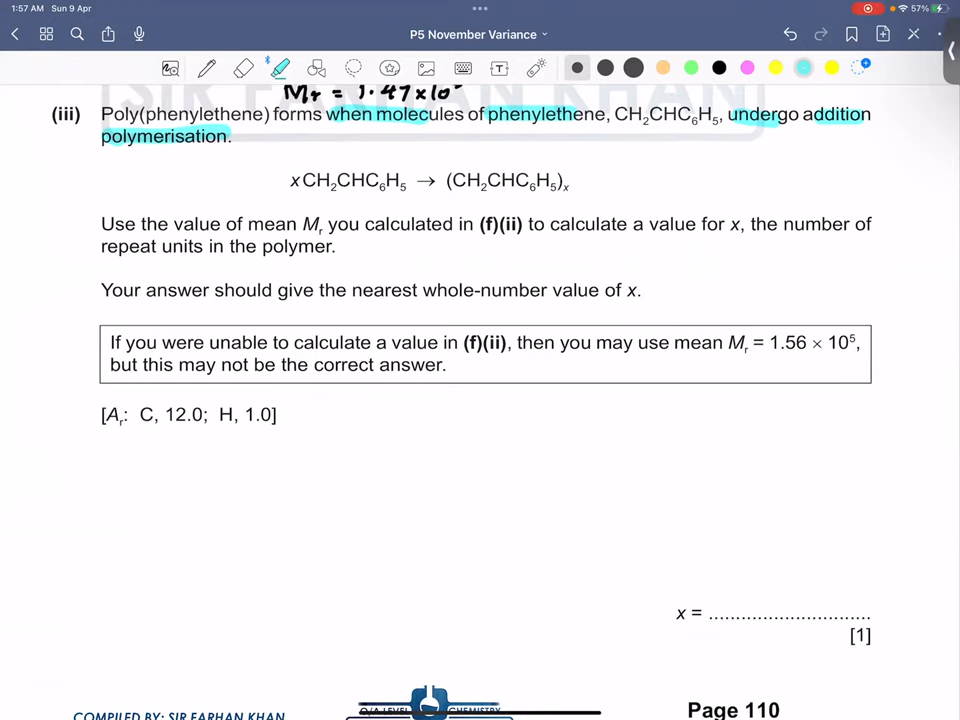 1:57 AM Sun 9 Apr
57%
P5 November Variance
SIR FARHAN KHAN
Mr = 1.47×10
(iii) Poly(phenylethene) forms when molecules of phenylethene, CH₂CHC₆H₅, undergo addition
polymerisation.
xCH₂CHC₆H₅ → (CH₂CHC₆H₅)ₓ
Use the value of mean Mᵣ you calculated in (f)(ii) to calculate a value for x, the number of
repeat units in the polymer.
Your answer should give the nearest whole-number value of x.
If you were unable to calculate a value in (f)(ii), then you may use mean Mᵣ = 1.56 × 10⁵,
but this may not be the correct answer.
[Aᵣ: C, 12.0; H, 1.0]
x = ..............................
[1]
COMPILED BY: SIR FARHAN KHAN
O/A LEVEL CHEMISTRY
Page 110